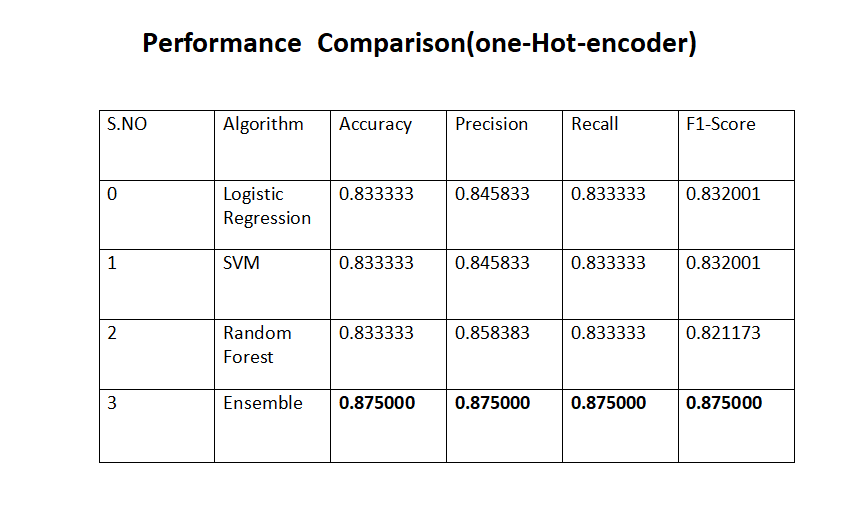 Performance Comparison(one-Hot-encoder)
S.NO Algorithm Accuracy Precision Recall F1-Score
0 Logistic Regression 0.833333 0.845833 0.833333 0.832001
1 SVM 0.833333 0.845833 0.833333 0.832001
2 Random Forest 0.833333 0.858383 0.833333 0.821173
3 Ensemble 0.875000 0.875000 0.875000 0.875000